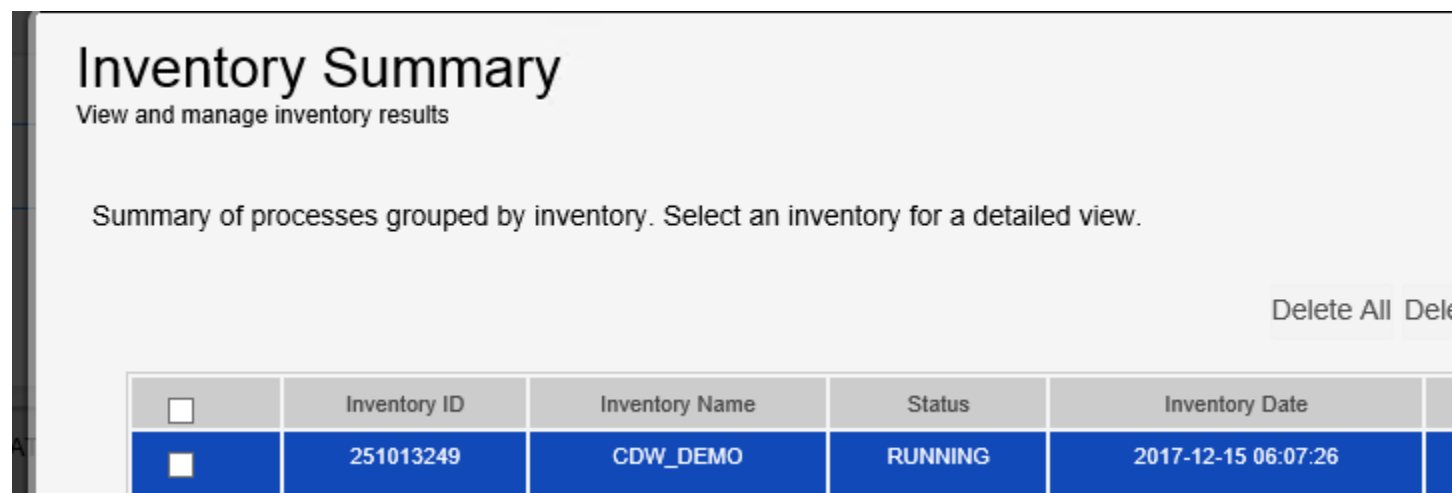 Inventory Summary
View and manage inventory results
Summary of processes grouped by inventory. Select an inventory for a detailed view.
Delete All Dele
Inventory ID Inventory Name Status Inventory Date
251013249 CDW_DEMO RUNNING 2017-12-15 06:07:26